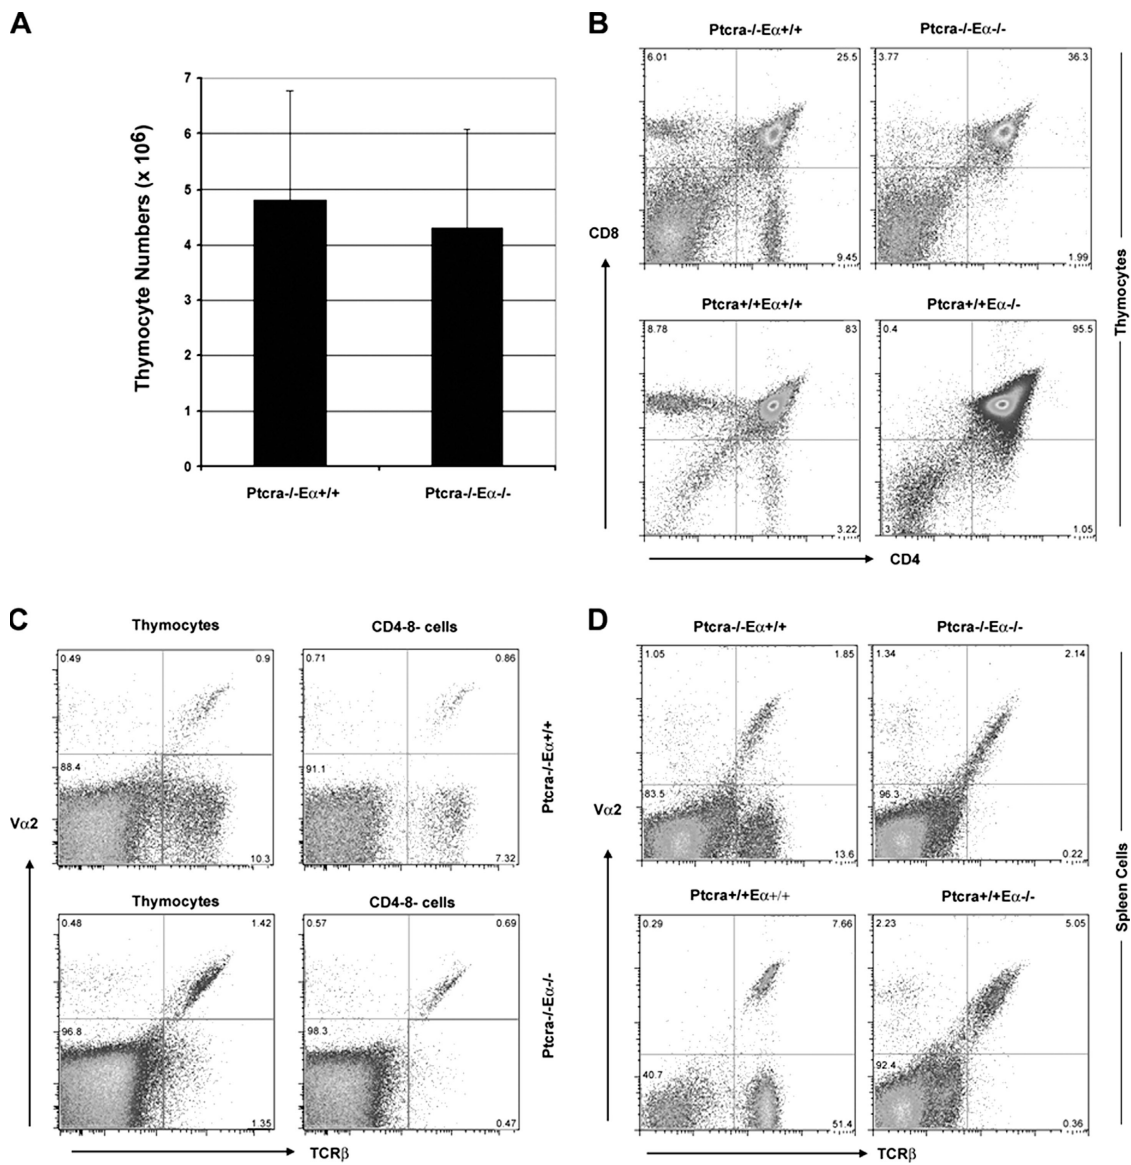 A
7
6
5
4
3
2
1
0
Thymocyte Numbers (x 10⁶)
Ptcra-/-Eα+/+
Ptcra-/-Eα-/-
B
Ptcra-/-Eα+/+
Ptcra-/-Eα-/-
6.01
25.5
3.77
36.3
9.45
1.99
CD8
Ptcra+/+Eα+/+
Ptcra+/+Eα-/-
8.78
83
0.4
95.5
3.22
3
1.05
CD4
Thymocytes
C
Thymocytes
CD4-8- cells
0.49
0.9
0.71
0.86
88.4
91.1
10.3
7.32
Ptcra-/-Eα+/+
Vα2
Thymocytes
CD4-8- cells
0.48
1.42
0.57
0.69
96.8
98.3
1.35
0.47
Ptcra-/-Eα-/-
TCRβ
D
Ptcra-/-Eα+/+
Ptcra-/-Eα-/-
1.05
1.85
1.34
2.14
83.5
96.3
13.6
0.22
Vα2
Ptcra+/+Eα+/+
Ptcra+/+Eα-/-
0.29
7.66
2.23
5.05
40.7
92.4
51.4
0.36
TCRβ
Spleen Cells